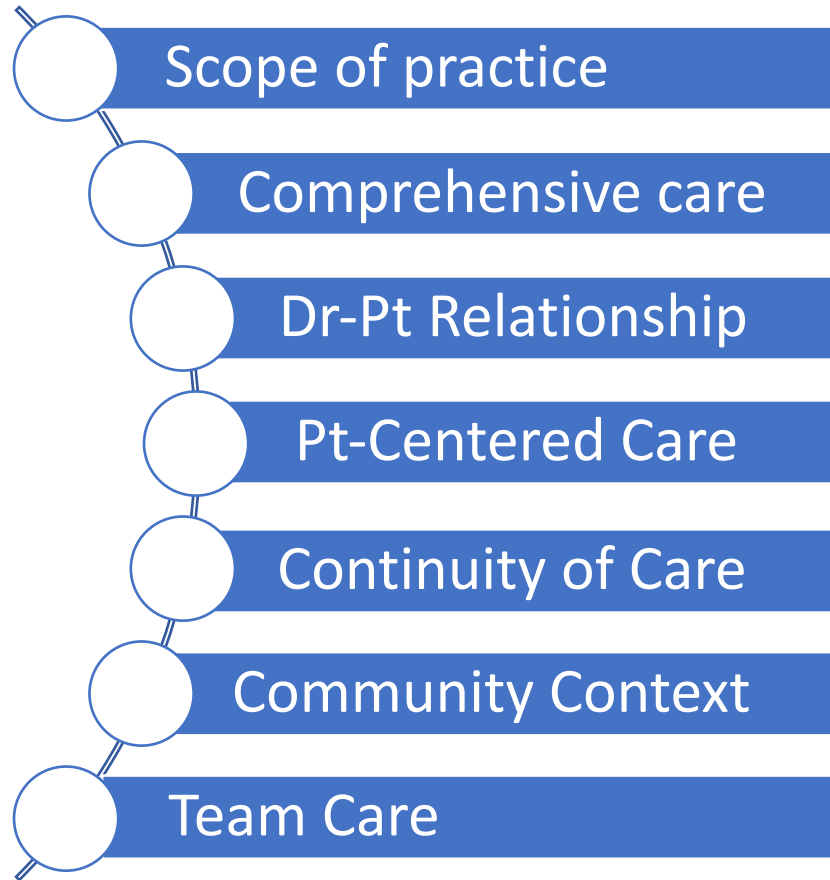 Scope of practice
Comprehensive care
Dr-Pt Relationship
Pt-Centered Care
Continuity of Care
Community Context
Team Care